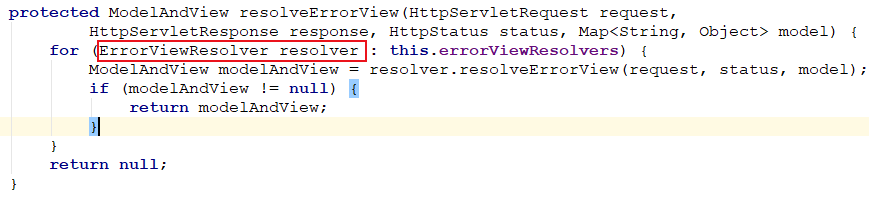 protected ModelAndView resolveErrorView(HttpServletRequest request,
        HttpServletResponse response, HttpStatus status, Map<String, Object> model) {
    for (ErrorViewResolver resolver : this.errorViewResolvers) {
        ModelAndView modelAndView = resolver.resolveErrorView(request, status, model);
        if (modelAndView != null) {
            return modelAndView;
        }
    }
    return null;
}